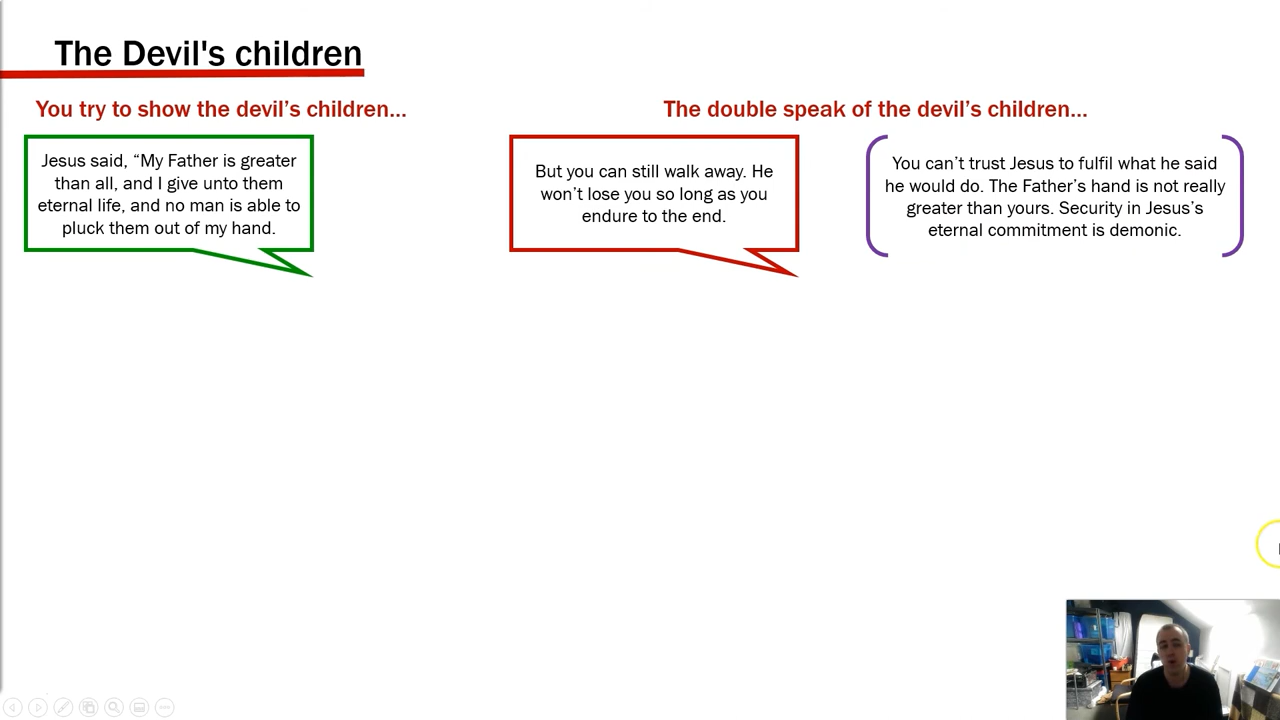 The Devil's children
You try to show the devil’s children...
Jesus said, “My Father is greater
than all, and I give unto them
eternal life, and no man is able to
pluck them out of my hand.
The double speak of the devil’s children...
But you can still walk away. He
won’t lose you so long as you
endure to the end.
You can’t trust Jesus to fulfil what he said
he would do. The Father’s hand is not really
greater than yours. Security in Jesus’s
eternal commitment is demonic.